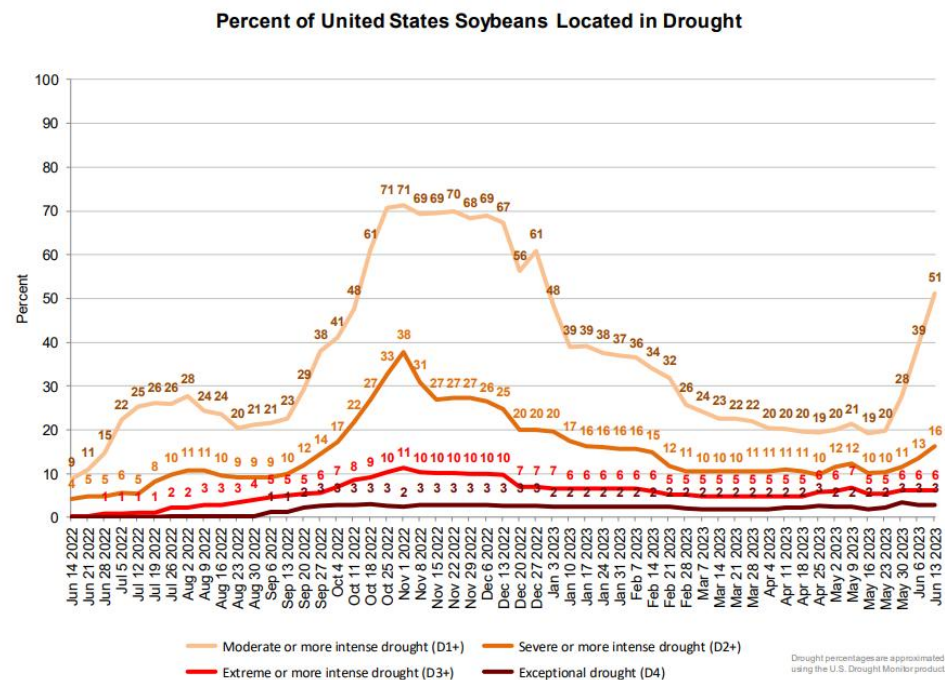 Percent of United States Soybeans Located in Drought
Percent
100
90
80
70
60
50
40
30
20
10
0
9 11 15 22 25 26 26 28 24 24 20 21 21 23 29 38 41 48 61 71 71 69 69 70 68 69 67 56 61 48 39 39 38 37 36 34 32 26 24 23 22 22 20 20 20 19 20 21 19 20 28 39 51
4 5 5 6 5 8 10 11 11 10 9 9 9 10 12 14 17 22 27 33 38 31 27 27 27 26 25 20 20 20 17 16 16 16 16 15 12 11 10 10 10 11 11 11 10 10 12 12 10 10 11 13 16
1 1 1 1 2 2 3 3 3 4 5 5 5 6 7 8 9 10 11 10 10 10 10 10 10 7 7 7 6 6 6 6 6 6 5 5 5 5 5 5 5 5 5 6 6 7 5 5 6 6 6
1 1 2 3 3 3 3 3 2 3 3 3 3 3 3 3 3 2 2 2 2 2 2 2 2 2 2 2 2 2 2 2 2 3 2 2 2 2 3 3 3
Jun 14 2022
Jun 21 2022
Jun 28 2022
Jul 5 2022
Jul 12 2022
Jul 19 2022
Jul 26 2022
Aug 2 2022
Aug 9 2022
Aug 16 2022
Aug 23 2022
Aug 30 2022
Sep 6 2022
Sep 13 2022
Sep 20 2022
Sep 27 2022
Oct 4 2022
Oct 11 2022
Oct 18 2022
Oct 25 2022
Nov 1 2022
Nov 8 2022
Nov 15 2022
Nov 22 2022
Nov 29 2022
Dec 6 2022
Dec 13 2022
Dec 20 2022
Dec 27 2022
Jan 3 2023
Jan 10 2023
Jan 17 2023
Jan 24 2023
Jan 31 2023
Feb 7 2023
Feb 14 2023
Feb 21 2023
Feb 28 2023
Mar 7 2023
Mar 14 2023
Mar 21 2023
Mar 28 2023
Apr 4 2023
Apr 11 2023
Apr 18 2023
Apr 25 2023
May 2 2023
May 9 2023
May 16 2023
May 23 2023
May 30 2023
Jun 6 2023
Jun 13 2023
Moderate or more intense drought (D1+)
Severe or more intense drought (D2+)
Extreme or more intense drought (D3+)
Exceptional drought (D4)
Drought percentages are approximated
using the U.S. Drought Monitor product.